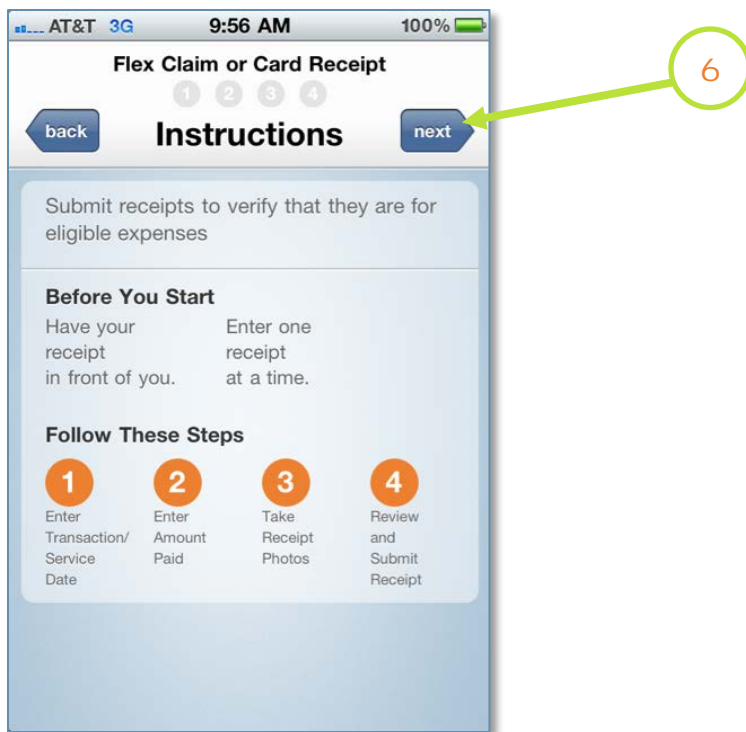 AT&T 3G 9:56 AM 100%
Flex Claim or Card Receipt
1 2 3 4
back Instructions next
6
Submit receipts to verify that they are for
eligible expenses
Before You Start
Have your
receipt
in front of you.
Enter one
receipt
at a time.
Follow These Steps
1
Enter
Transaction/
Service
Date
2
Enter
Amount
Paid
3
Take
Receipt
Photos
4
Review
and
Submit
Receipt